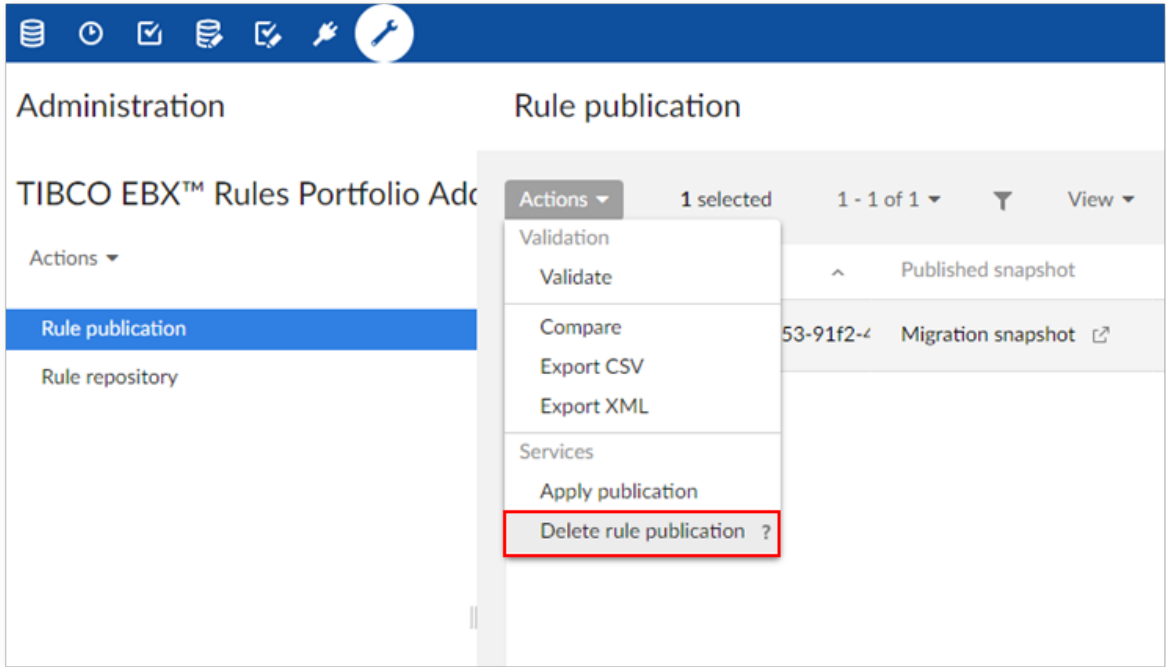 Administration
Rule publication
TIBCO EBX™ Rules Portfolio
Actions
1 selected
1 - 1 of 1
View
Actions
Validation
Validate
Published snapshot
Rule publication
Compare
53-91f2-
Migration snapshot
Rule repository
Export CSV
Export XML
Services
Apply publication
Delete rule publication ?